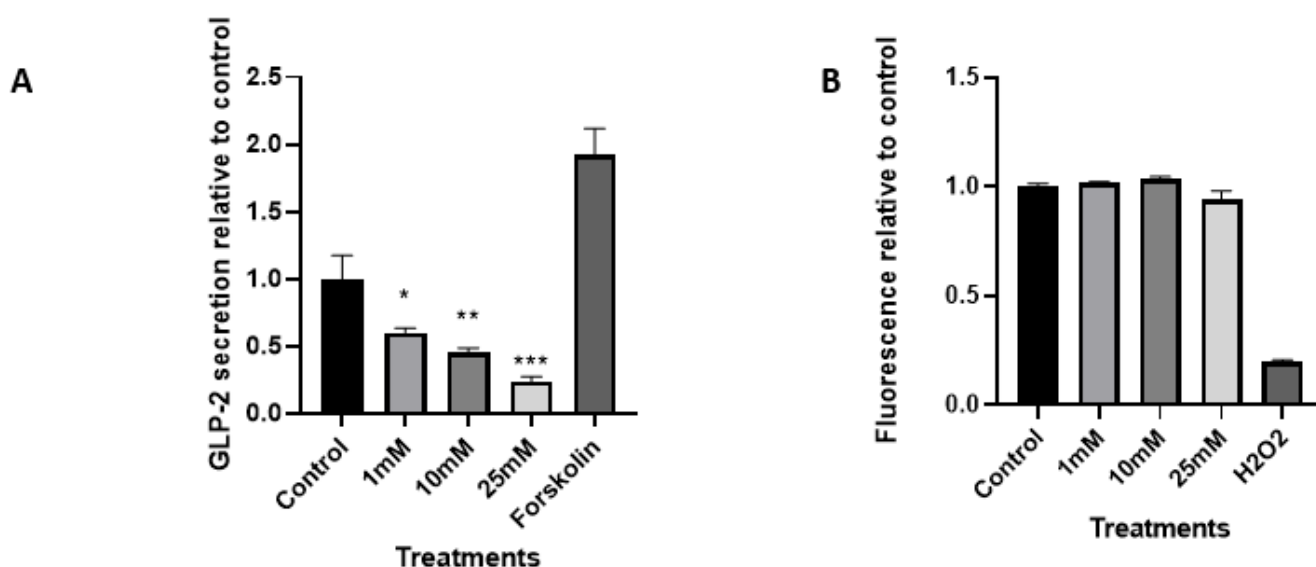 A
GLP-2 secretion relative to control
2.5
2.0
1.5
1.0
0.5
0.0
*
**
***
Control
1mM
10mM
25mM
Forskolin
Treatments
B
Fluorescence relative to control
1.5
1.0
0.5
0.0
Control
1mM
10mM
25mM
H2O2
Treatments